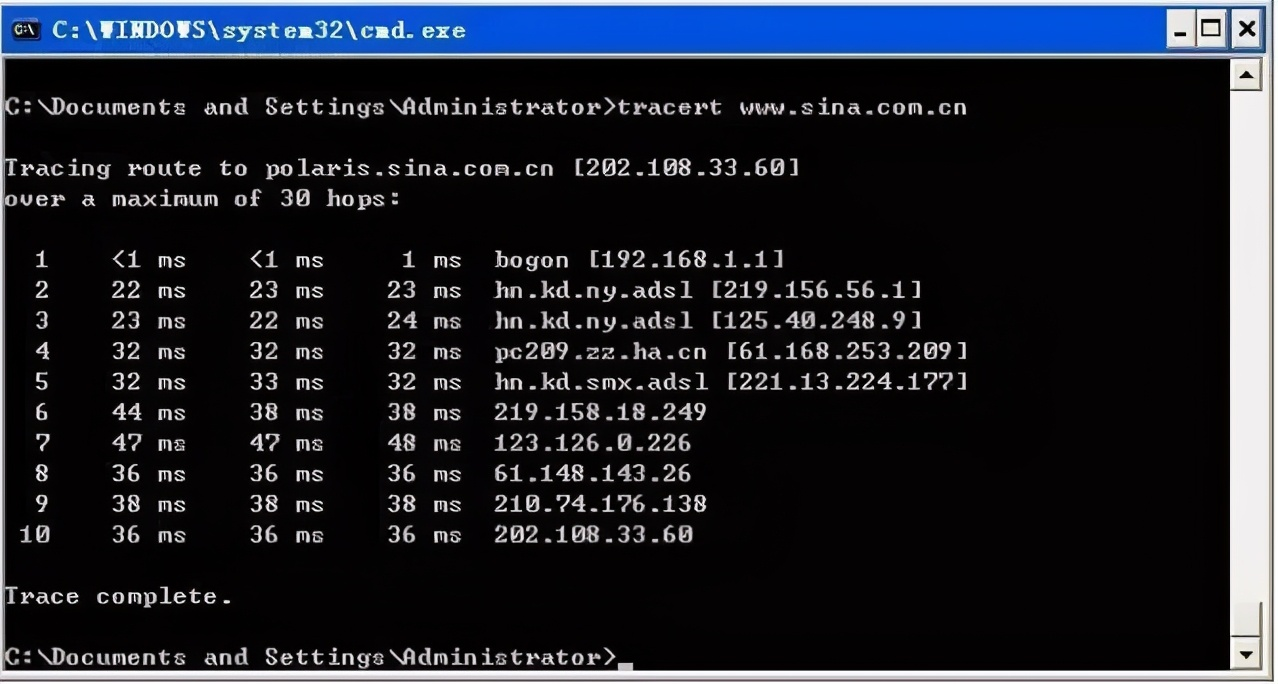 C:\WINDOWS\system32\cmd.exe
C:\Documents and Settings\Administrator>tracert www.sina.com.cn
Tracing route to polaris.sina.com.cn [202.108.33.60]
over a maximum of 30 hops:
1 <1 ms <1 ms 1 ms bogon [192.168.1.1]
2 22 ms 23 ms 23 ms hn.kd.ny.adsl [219.156.56.1]
3 23 ms 22 ms 24 ms hn.kd.ny.adsl [125.40.248.9]
4 32 ms 32 ms 32 ms pc209.zz.ha.cn [61.168.253.209]
5 32 ms 33 ms 32 ms hn.kd.smx.adsl [221.13.224.177]
6 44 ms 38 ms 38 ms 219.158.18.249
7 47 ms 47 ms 48 ms 123.126.0.226
8 36 ms 36 ms 36 ms 61.148.143.26
9 38 ms 38 ms 38 ms 210.74.176.138
10 36 ms 36 ms 36 ms 202.108.33.60
Trace complete.
C:\Documents and Settings\Administrator>_